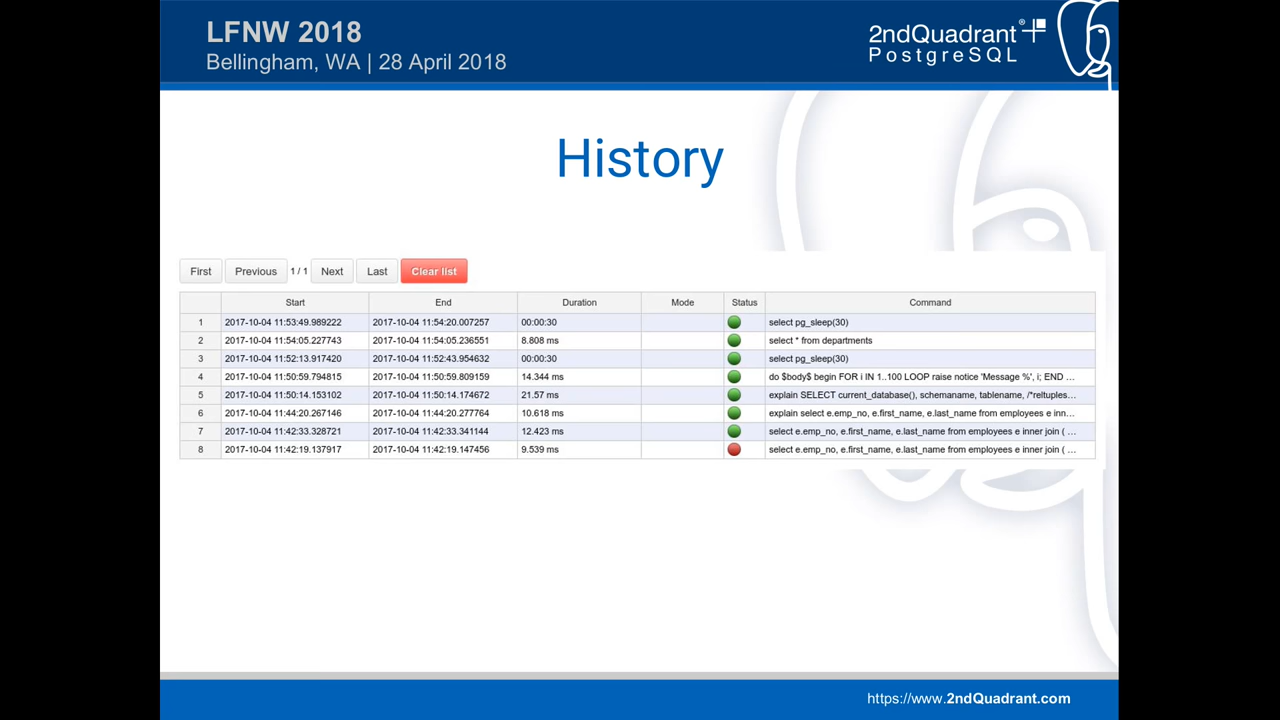 LFNW 2018
Bellingham, WA | 28 April 2018
2ndQuadrant®
PostgreSQL
History
First Previous 1 / 1 Next Last Clear list
Start End Duration Mode Status Command
1 2017-10-04 11:53:49.989222 2017-10-04 11:54:20.007257 00:00:30 select pg_sleep(30)
2 2017-10-04 11:54:05.227743 2017-10-04 11:54:05.236551 8.808 ms select * from departments
3 2017-10-04 11:52:13.917420 2017-10-04 11:52:43.954632 00:00:30 select pg_sleep(30)
4 2017-10-04 11:50:59.794815 2017-10-04 11:50:59.809159 14.344 ms do $body$ begin FOR i IN 1..100 LOOP raise notice 'Message %', i; END ...
5 2017-10-04 11:50:14.153102 2017-10-04 11:50:14.174672 21.57 ms explain SELECT current_database(), schemaname, tablename, /*reltuples...
6 2017-10-04 11:44:20.267146 2017-10-04 11:44:20.277764 10.618 ms explain select e.emp_no, e.first_name, e.last_name from employees e inn...
7 2017-10-04 11:42:33.328721 2017-10-04 11:42:33.341144 12.423 ms select e.emp_no, e.first_name, e.last_name from employees e inner join ( ...
8 2017-10-04 11:42:19.137917 2017-10-04 11:42:19.147456 9.539 ms select e.emp_no, e.first_name, e.last_name from employees e inner join ( ...
https://www.2ndQuadrant.com